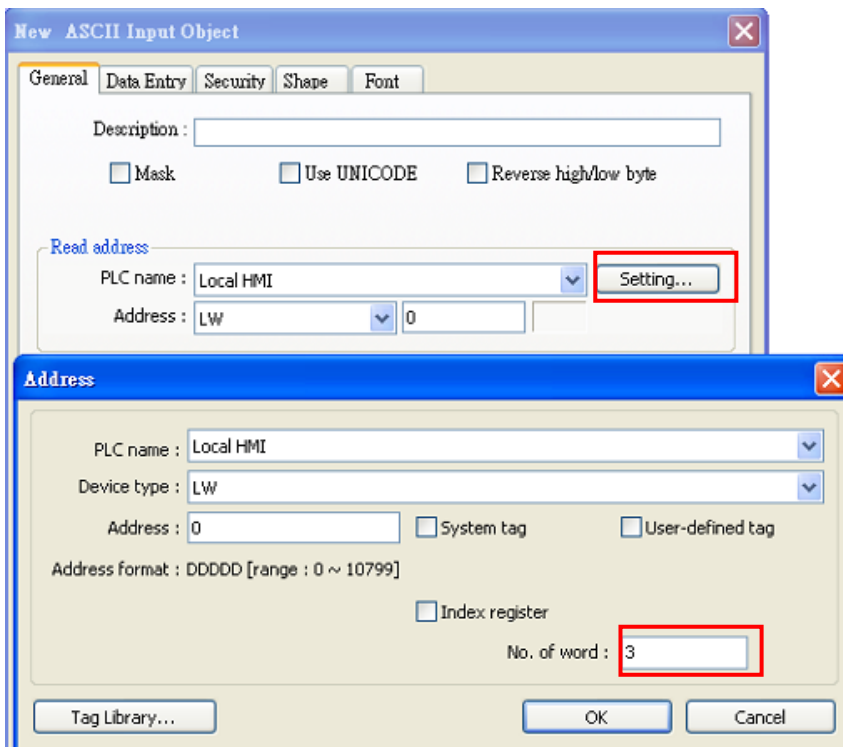 New ASCII Input Object
General Data Entry Security Shape Font
Description :
Mask Use UNICODE Reverse high/low byte
Read address
PLC name : Local HMI Setting...
Address : LW 0
Address
PLC name : Local HMI
Device type : LW
Address : 0 System tag User-defined tag
Address format : DDDDD [range : 0 ~ 10799]
Index register
No. of word : 3
Tag Library... OK Cancel